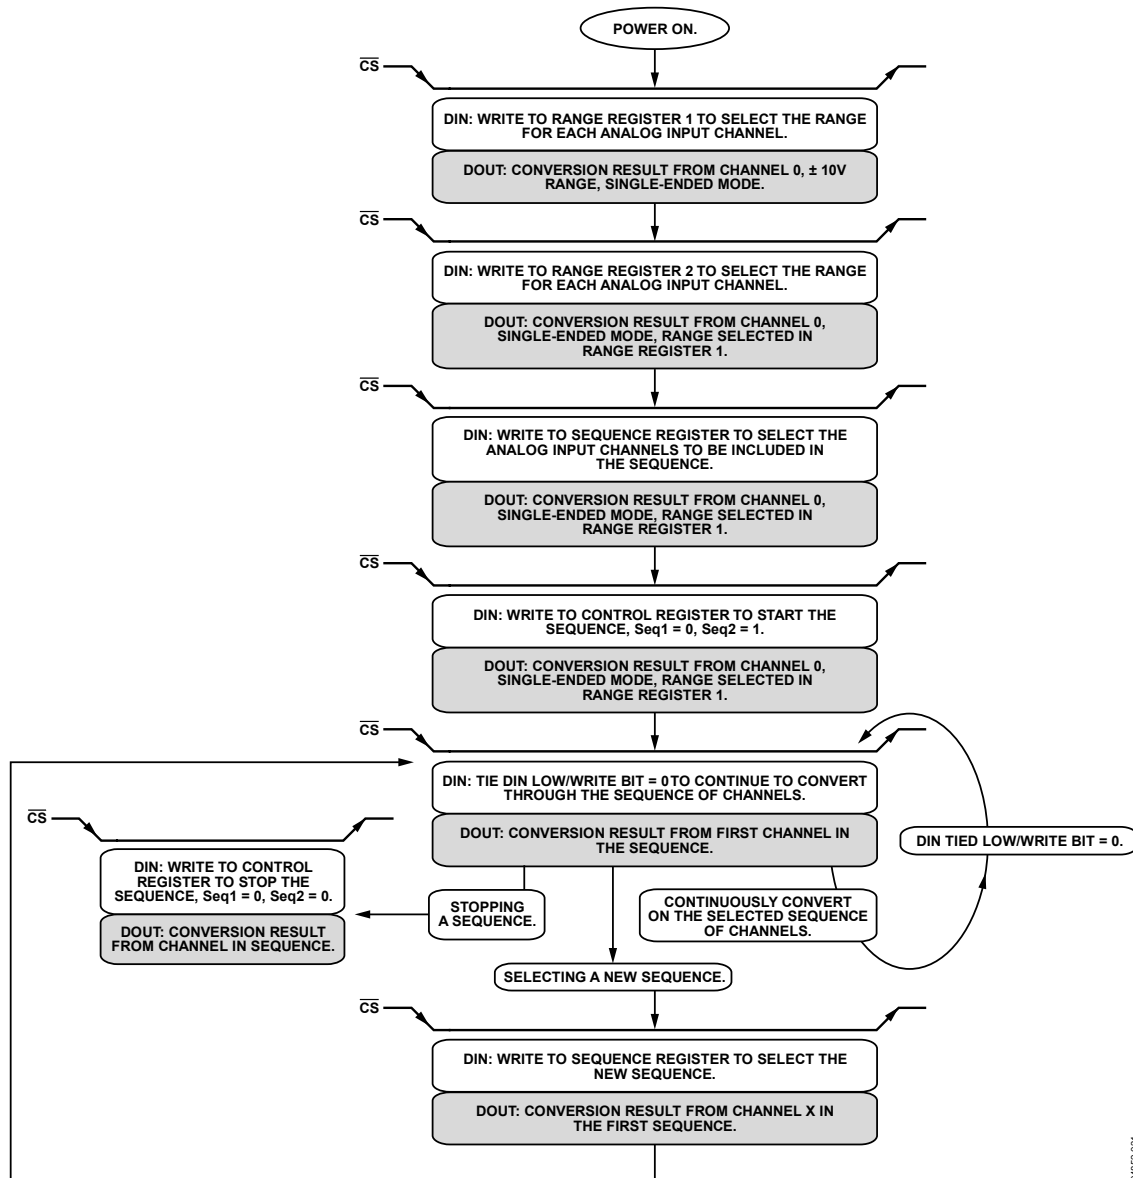 POWER ON.
CS
DIN: WRITE TO RANGE REGISTER 1 TO SELECT THE RANGE
FOR EACH ANALOG INPUT CHANNEL.
DOUT: CONVERSION RESULT FROM CHANNEL 0, ± 10V
RANGE, SINGLE-ENDED MODE.
CS
DIN: WRITE TO RANGE REGISTER 2 TO SELECT THE RANGE
FOR EACH ANALOG INPUT CHANNEL.
DOUT: CONVERSION RESULT FROM CHANNEL 0,
SINGLE-ENDED MODE, RANGE SELECTED IN
RANGE REGISTER 1.
CS
DIN: WRITE TO SEQUENCE REGISTER TO SELECT THE
ANALOG INPUT CHANNELS TO BE INCLUDED IN
THE SEQUENCE.
DOUT: CONVERSION RESULT FROM CHANNEL 0,
SINGLE-ENDED MODE, RANGE SELECTED IN
RANGE REGISTER 1.
CS
DIN: WRITE TO CONTROL REGISTER TO START THE
SEQUENCE, Seq1 = 0, Seq2 = 1.
DOUT: CONVERSION RESULT FROM CHANNEL 0,
SINGLE-ENDED MODE, RANGE SELECTED IN
RANGE REGISTER 1.
CS
DIN: TIE DIN LOW/WRITE BIT = 0 TO CONTINUE TO CONVERT
THROUGH THE SEQUENCE OF CHANNELS.
DOUT: CONVERSION RESULT FROM FIRST CHANNEL IN
THE SEQUENCE.
DIN TIED LOW/WRITE BIT = 0.
CS
DIN: WRITE TO CONTROL
REGISTER TO STOP THE
SEQUENCE, Seq1 = 0, Seq2 = 0.
DOUT: CONVERSION RESULT
FROM CHANNEL IN SEQUENCE.
STOPPING
A SEQUENCE.
CONTINUOUSLY CONVERT
ON THE SELECTED SEQUENCE
OF CHANNELS.
SELECTING A NEW SEQUENCE.
CS
DIN: WRITE TO SEQUENCE REGISTER TO SELECT THE
NEW SEQUENCE.
DOUT: CONVERSION RESULT FROM CHANNEL X IN
THE FIRST SEQUENCE.